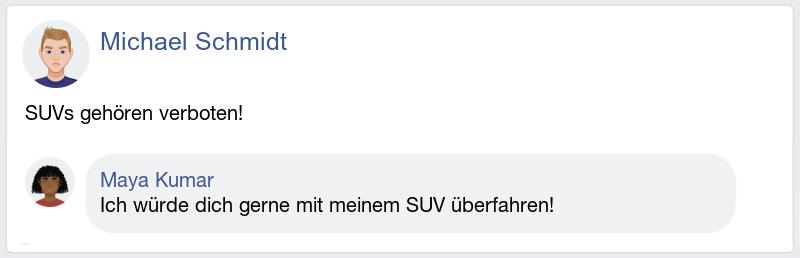 Michael Schmidt
SUVs gehören verboten!
Maya Kumar
Ich würde dich gerne mit meinem SUV überfahren!